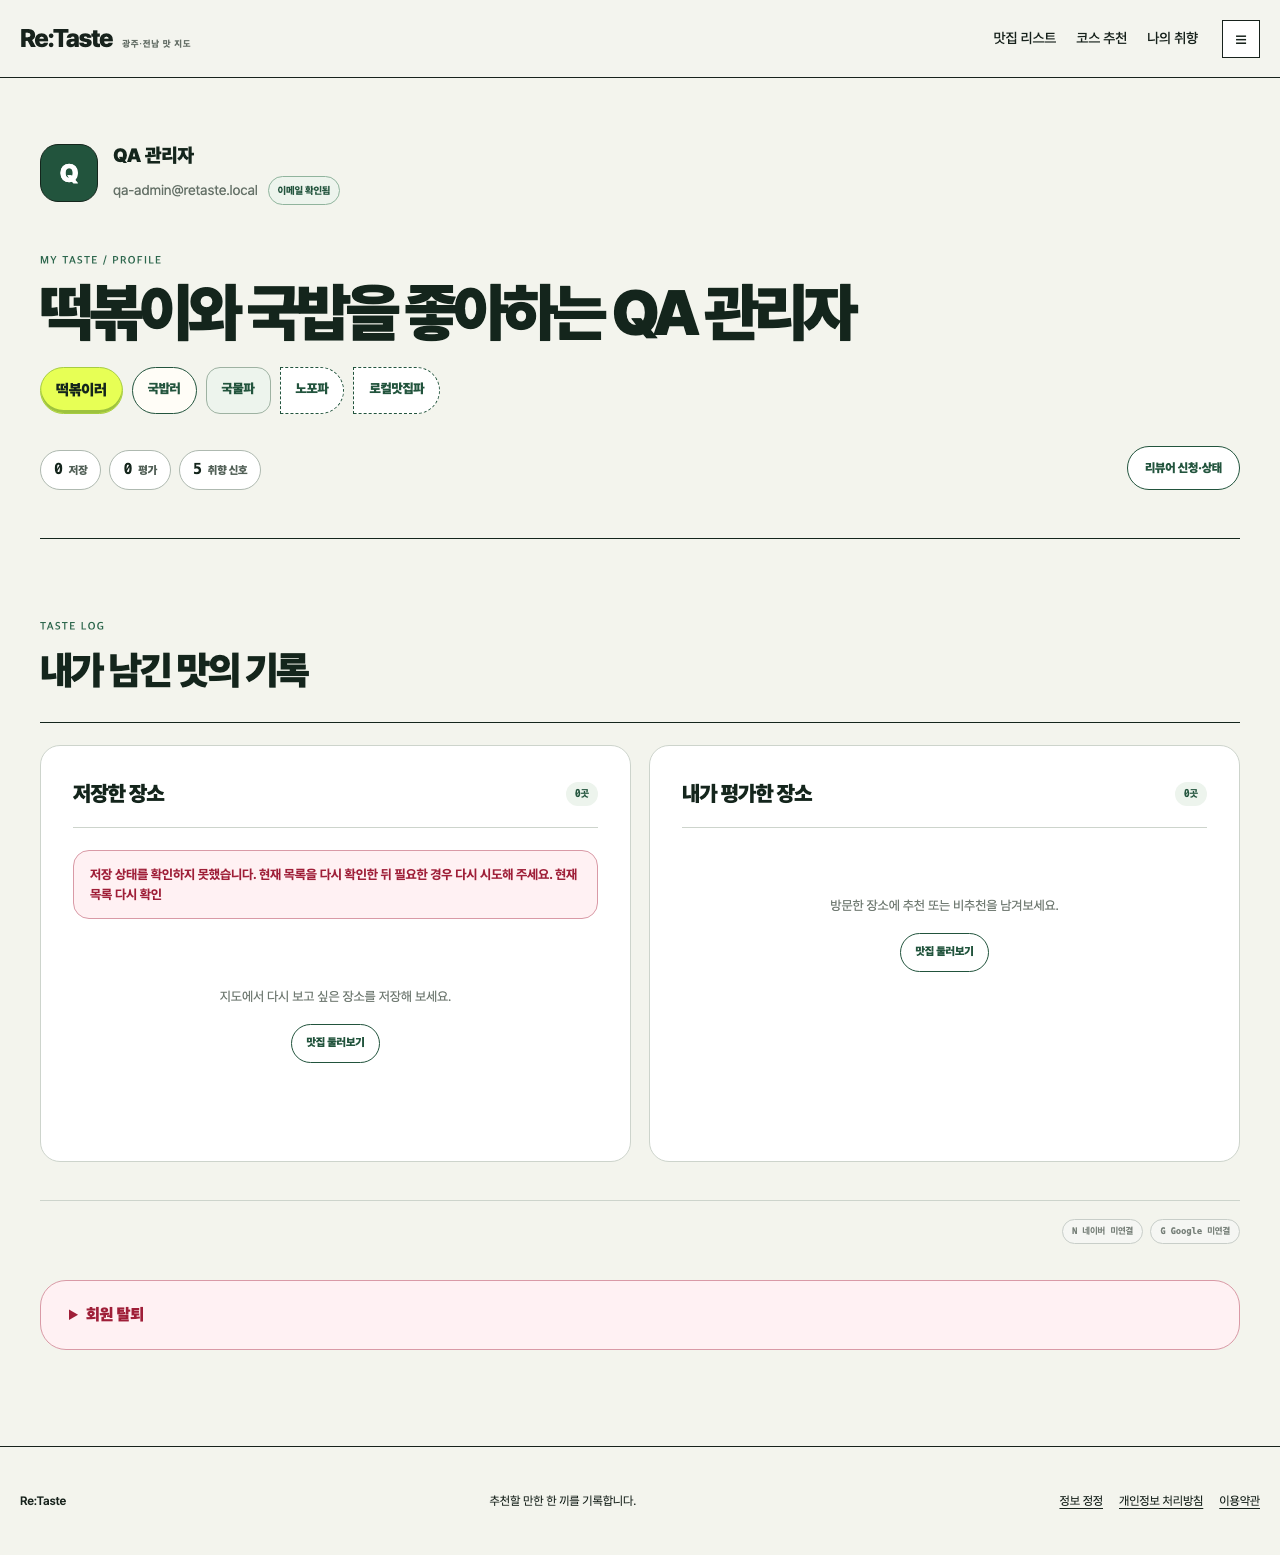 Re:Taste 광주·전남 맛 지도
맛집 리스트 코스 추천 나의 취향 ≡
Q
QA 관리자
qa-admin@retaste.local 이메일 확인됨
MY TASTE / PROFILE
떡볶이와 국밥을 좋아하는 QA 관리자
떡볶이러 국밥러 국물파 노포파 로컬맛집파
0 저장 0 평가 5 취향 신호
리뷰어 신청·상태
TASTE LOG
내가 남긴 맛의 기록
저장한 장소 0곳
저장 상태를 확인하지 못했습니다. 현재 목록을 다시 확인한 뒤 필요한 경우 다시 시도해 주세요. 현재
목록 다시 확인
지도에서 다시 보고 싶은 장소를 저장해 보세요.
맛집 둘러보기
내가 평가한 장소 0곳
방문한 장소에 추천 또는 비추천을 남겨보세요.
맛집 둘러보기
N 네이버 미연결 G Google 미연결
▶ 회원 탈퇴
Re:Taste
추천할 만한 한 끼를 기록합니다.
정보 정정 개인정보 처리방침 이용약관